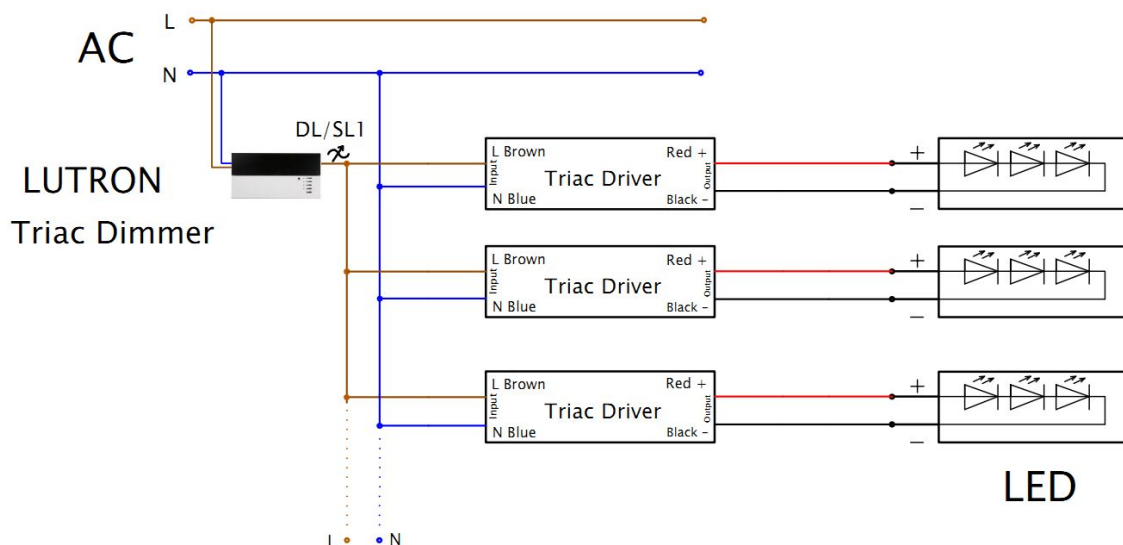 L
AC
N
DL/SL1
LUTRON
Triac Dimmer
L Brown
Red +
Input
Triac Driver
Output
N Blue
Black -
+
−
L Brown
Red +
Input
Triac Driver
Output
N Blue
Black -
+
−
L Brown
Red +
Input
Triac Driver
Output
N Blue
Black -
+
−
LED
L
N